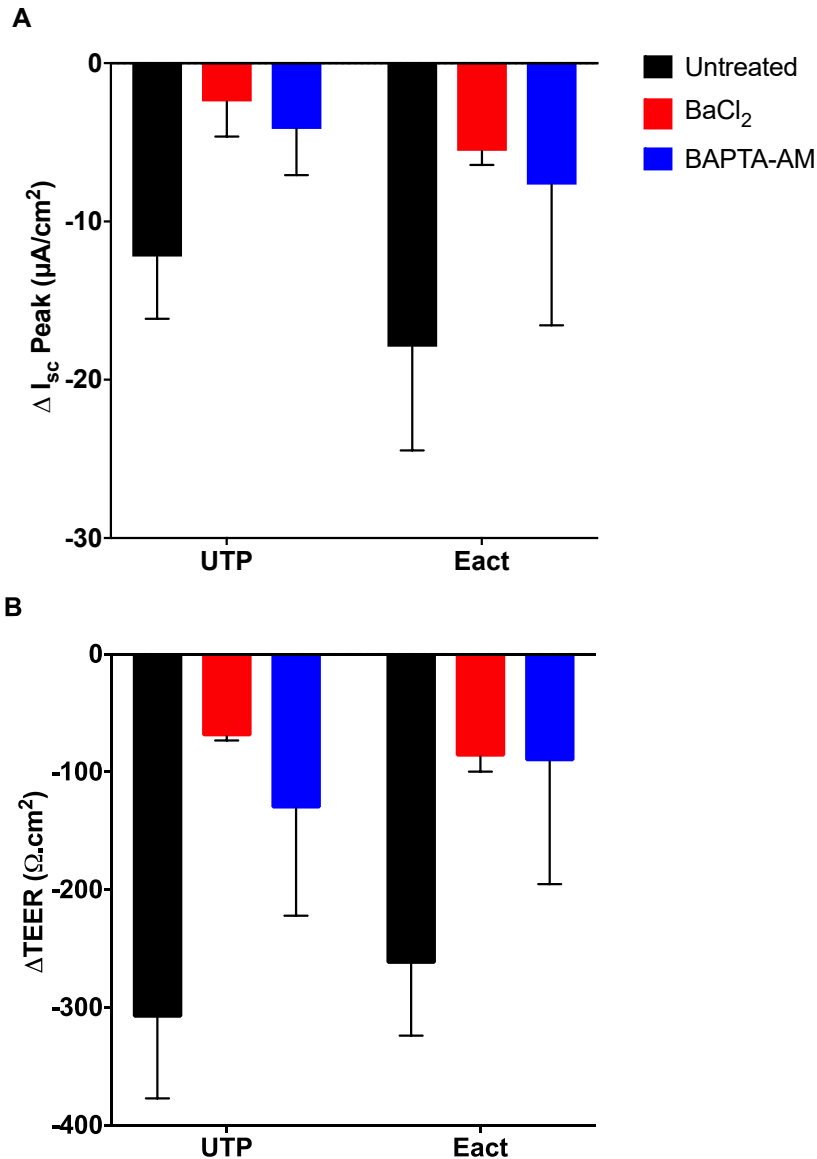 A
0
-10
-20
-30
Δ Isc Peak (µA/cm²)
UTP
Eact
Untreated
BaCl₂
BAPTA-AM
B
0
-100
-200
-300
-400
ΔTEER (Ω.cm²)
UTP
Eact